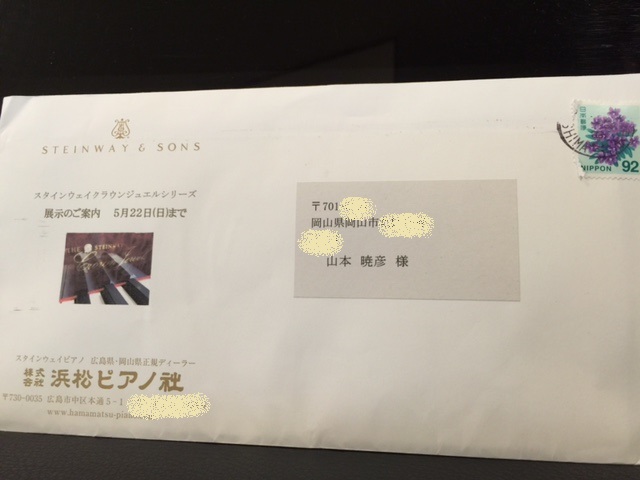 STEINWAY & SONS
スタインウェイクラウンジュエルシリーズ
展示のご案内 5月22日(日)まで
STEINWAY
スタインウェイピアノ 広島県・岡山県正規ディーラー
株式会社 浜松ピアノ社
〒730-0035 広島市中区本通5-1
www.hamamatsu-pia
〒701-
岡山県岡山市
山本 暁彦 様
日本郵便
NIPPON 92